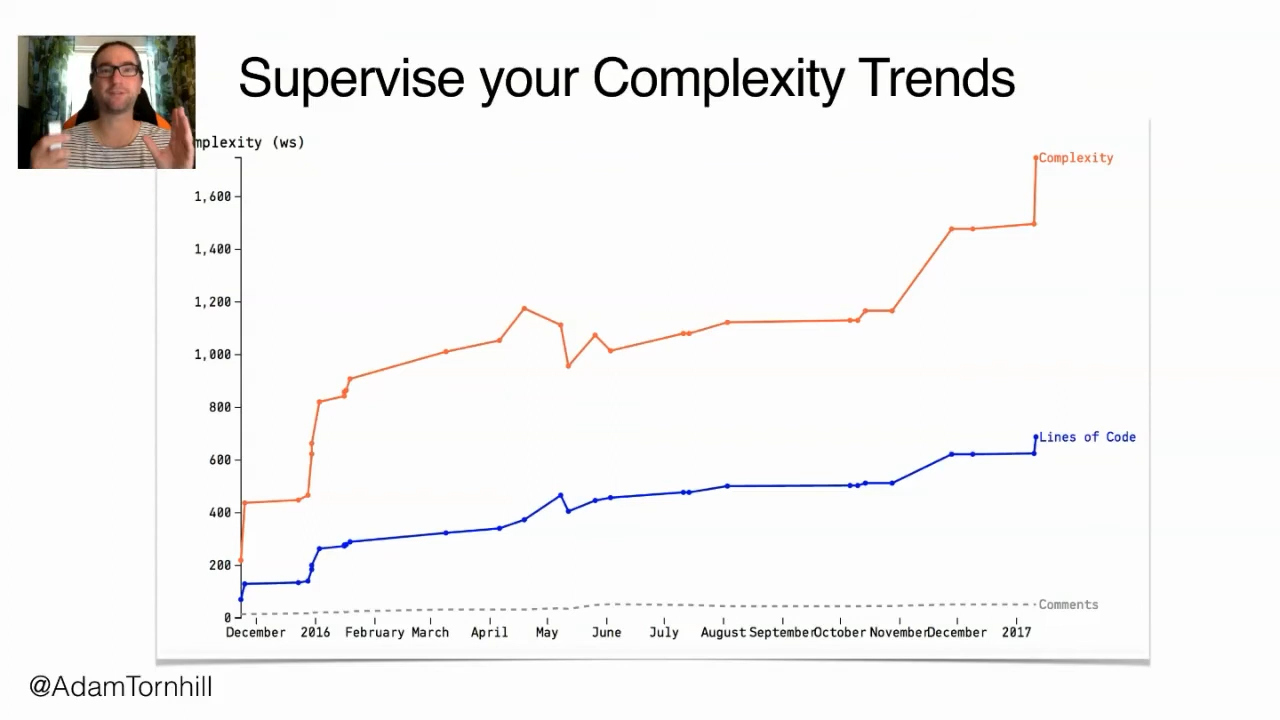 Supervise your Complexity Trends
mplexity (ws)
Complexity
1,600
1,400
1,200
1,000
800
600
400
200
0
Lines of Code
Comments
December 2016 February March April May June July August September October November December 2017
@AdamTornhill